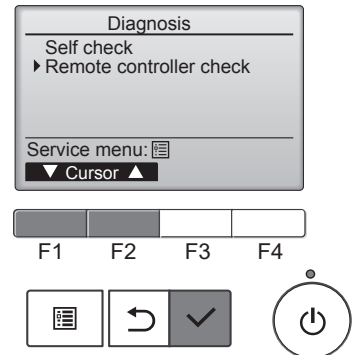 Diagnosis
Self check
Remote controller check
Service menu:
▼ Cursor ▲
F1 F2 F3 F4